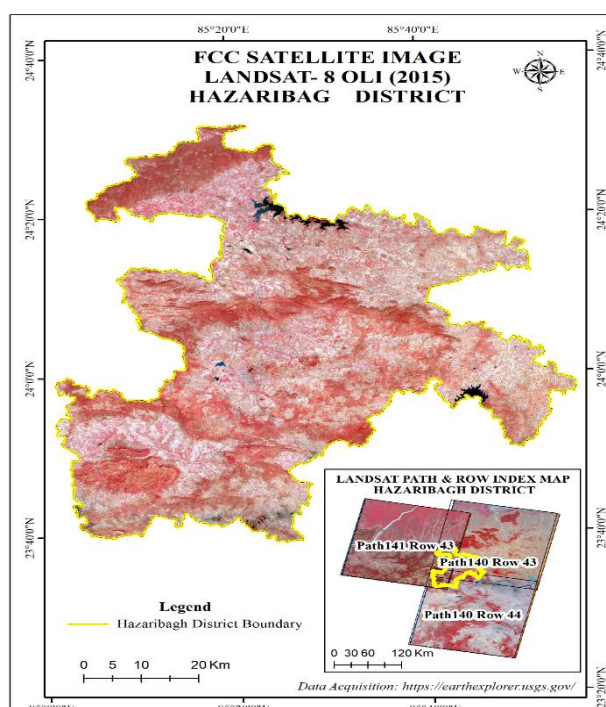 85°20'0"E 85°40'0"E
FCC SATELLITE IMAGE
LANDSAT- 8 OLI (2015)
HAZARIBAG DISTRICT
N
W E
S
24°40'0"N 24°40'0"N
24°20'0"N 24°20'0"N
24°0'0"N 24°0'0"N
23°40'0"N 23°40'0"N
23°20'0"N
LANDSAT PATH & ROW INDEX MAP
HAZARIBAGH DISTRICT
Path141 Row 43
Path140 Row 43
Path140 Row 44
0 30 60 120 KM
Legend
Hazaribagh District Boundary
0 5 10 20 Km
Data Acquisition: https://earthexplorer.usgs.gov/